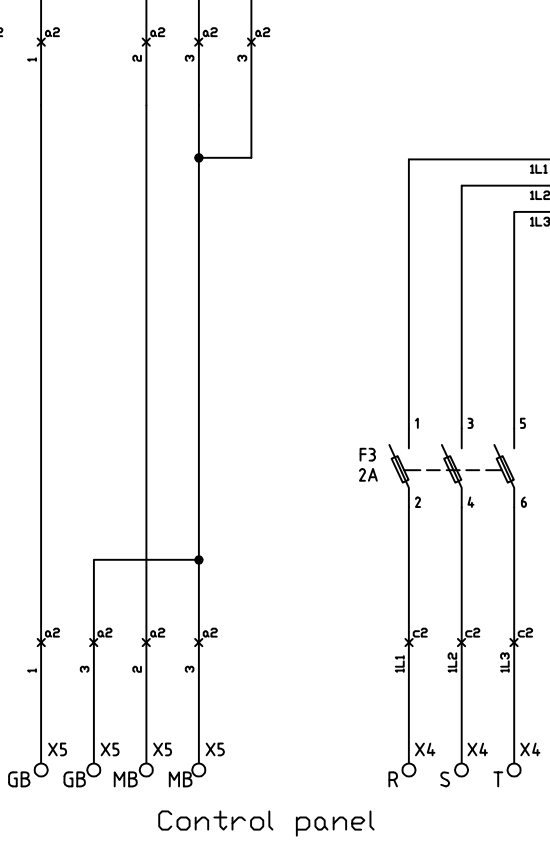 a2 a2 a2 a2
1 2 3 3
1L1
1L2
1L3
1 3 5
F3
2A
2 4 6
a2 a2 a2 a2 c2 c2 c2
1 3 2 3 1L1 1L2 1L3
X5 X5 X5 X5 X4 X4 X4
GB GB MB MB R S T
Control panel